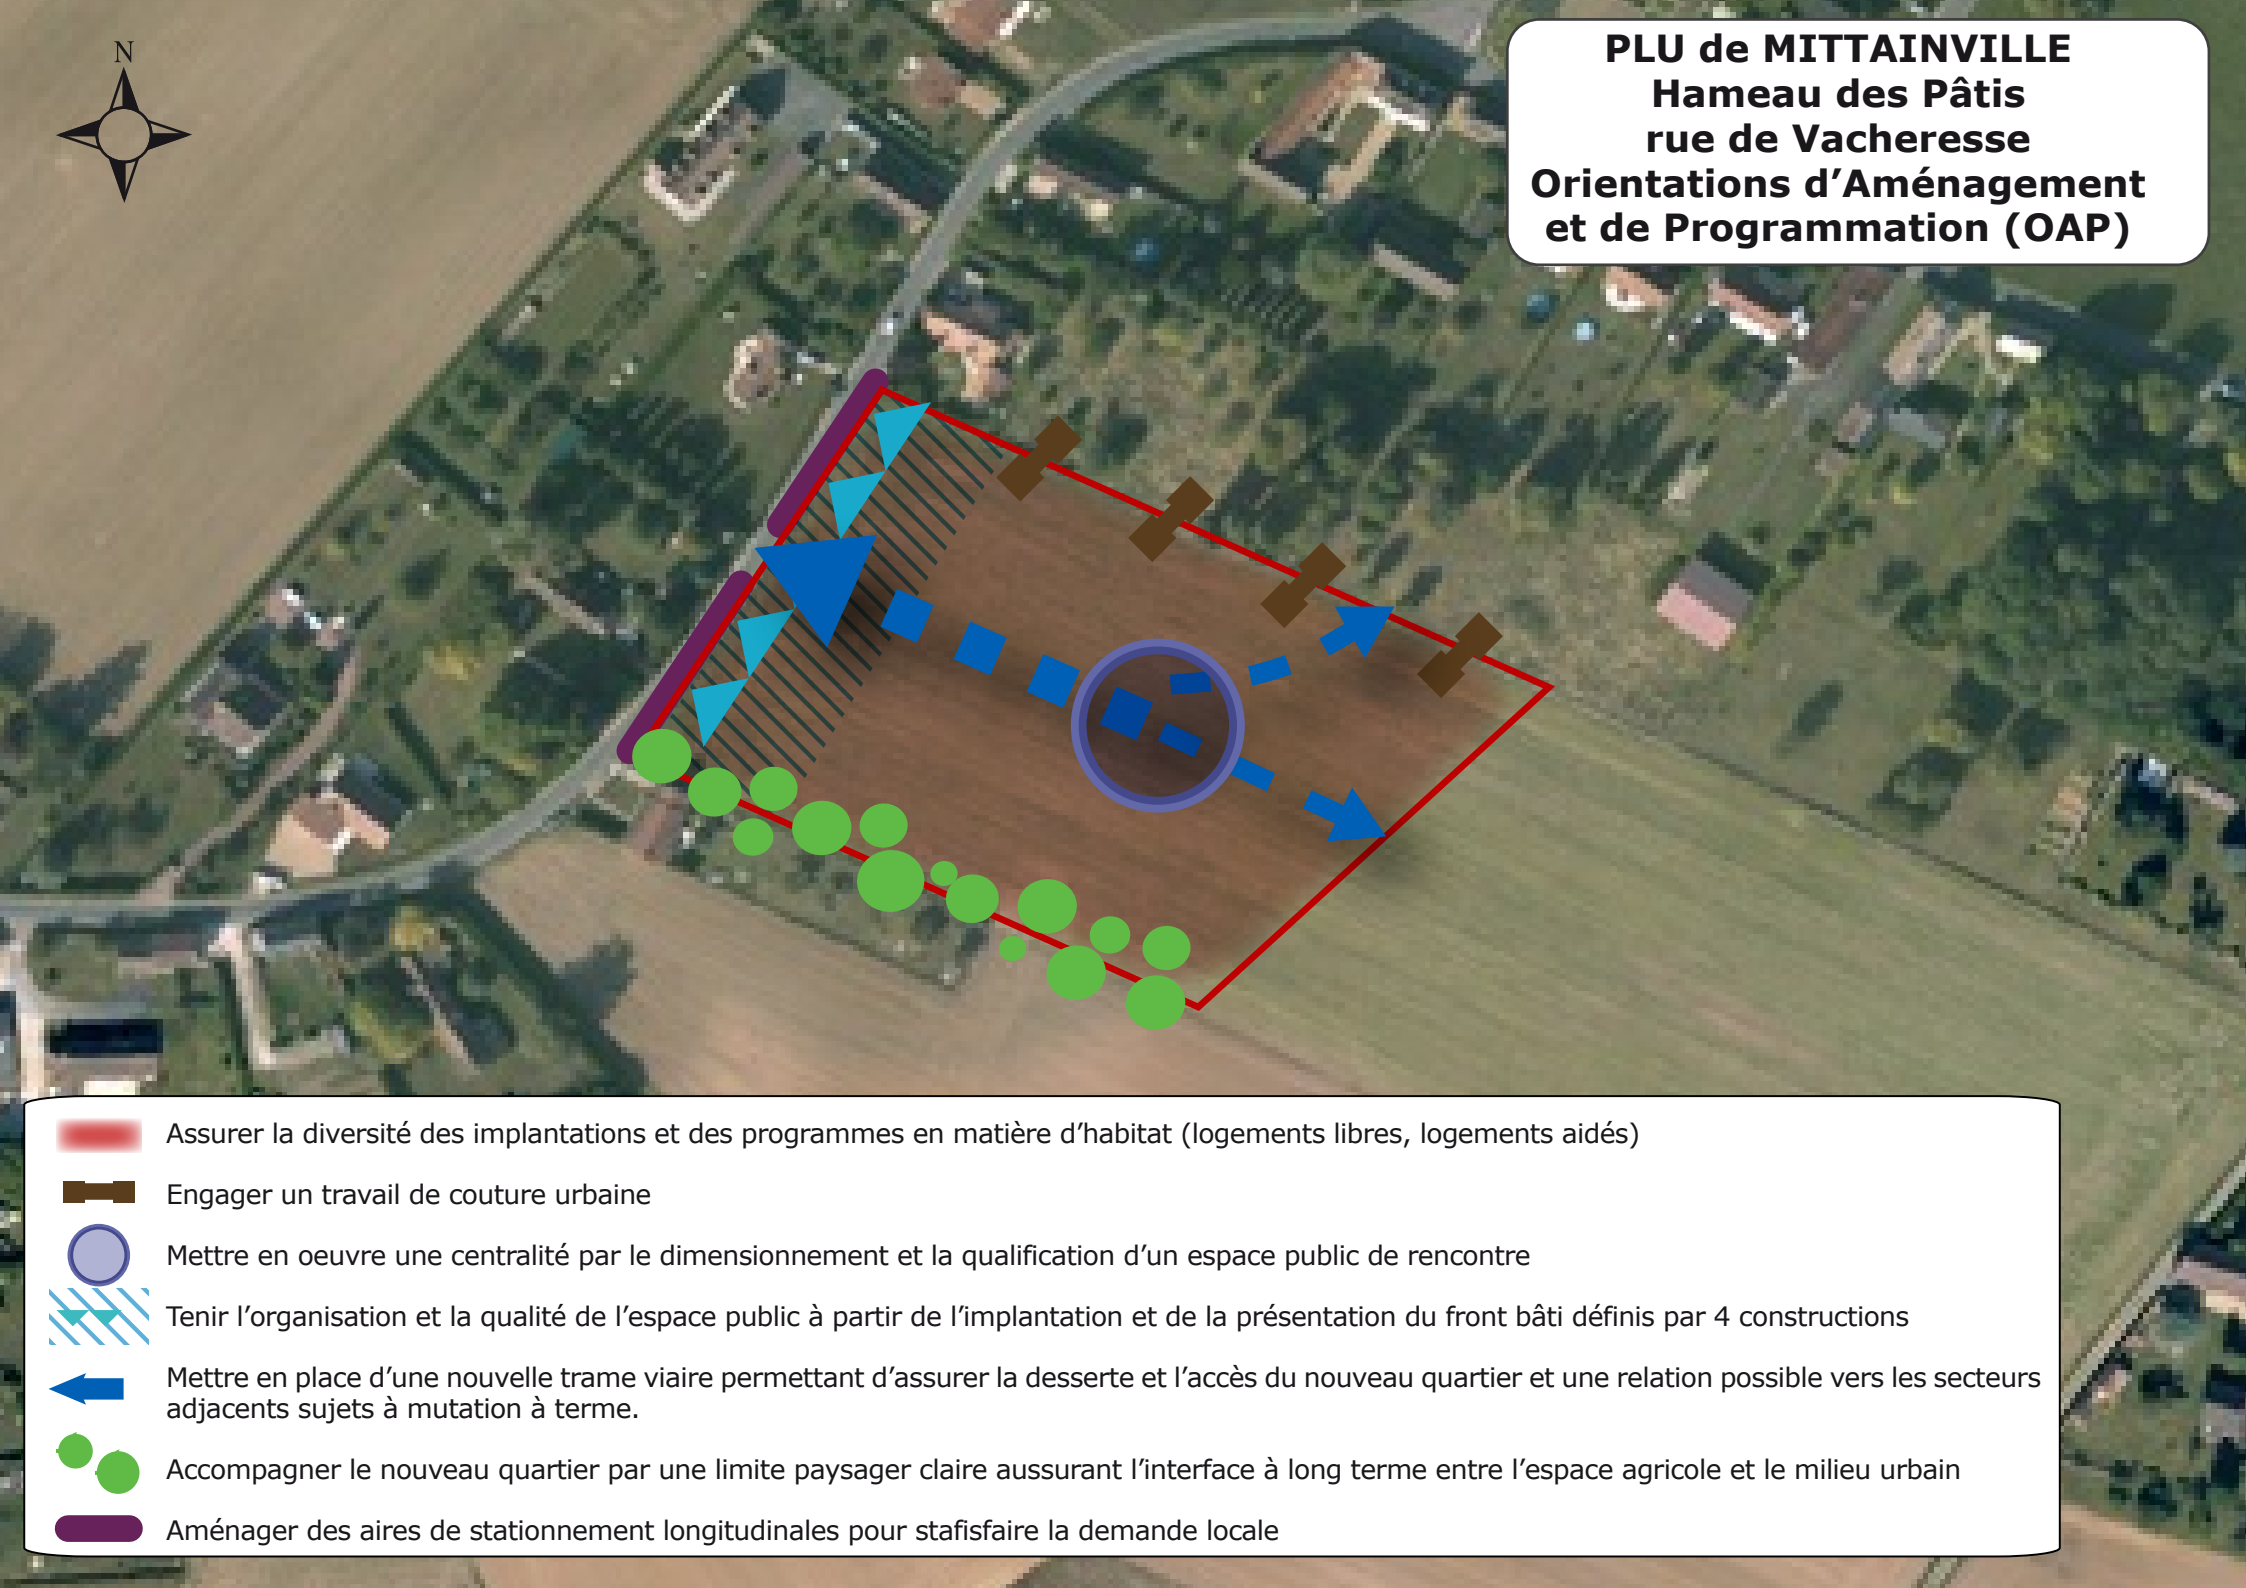 N
PLU de MITTAINVILLE
Hameau des Pâtis
rue de Vacheresse
Orientations d’Aménagement
et de Programmation (OAP)
Assurer la diversité des implantations et des programmes en matière d’habitat (logements libres, logements aidés)
Engager un travail de couture urbaine
Mettre en oeuvre une centralité par le dimensionnement et la qualification d’un espace public de rencontre
Tenir l’organisation et la qualité de l’espace public à partir de l’implantation et de la présentation du front bâti définis par 4 constructions
Mettre en place d’une nouvelle trame viaire permettant d’assurer la desserte et l’accès du nouveau quartier et une relation possible vers les secteurs
adjacents sujets à mutation à terme.
Accompagner le nouveau quartier par une limite paysager claire aussurant l’interface à long terme entre l’espace agricole et le milieu urbain
Aménager des aires de stationnement longitudinales pour stafisfaire la demande locale